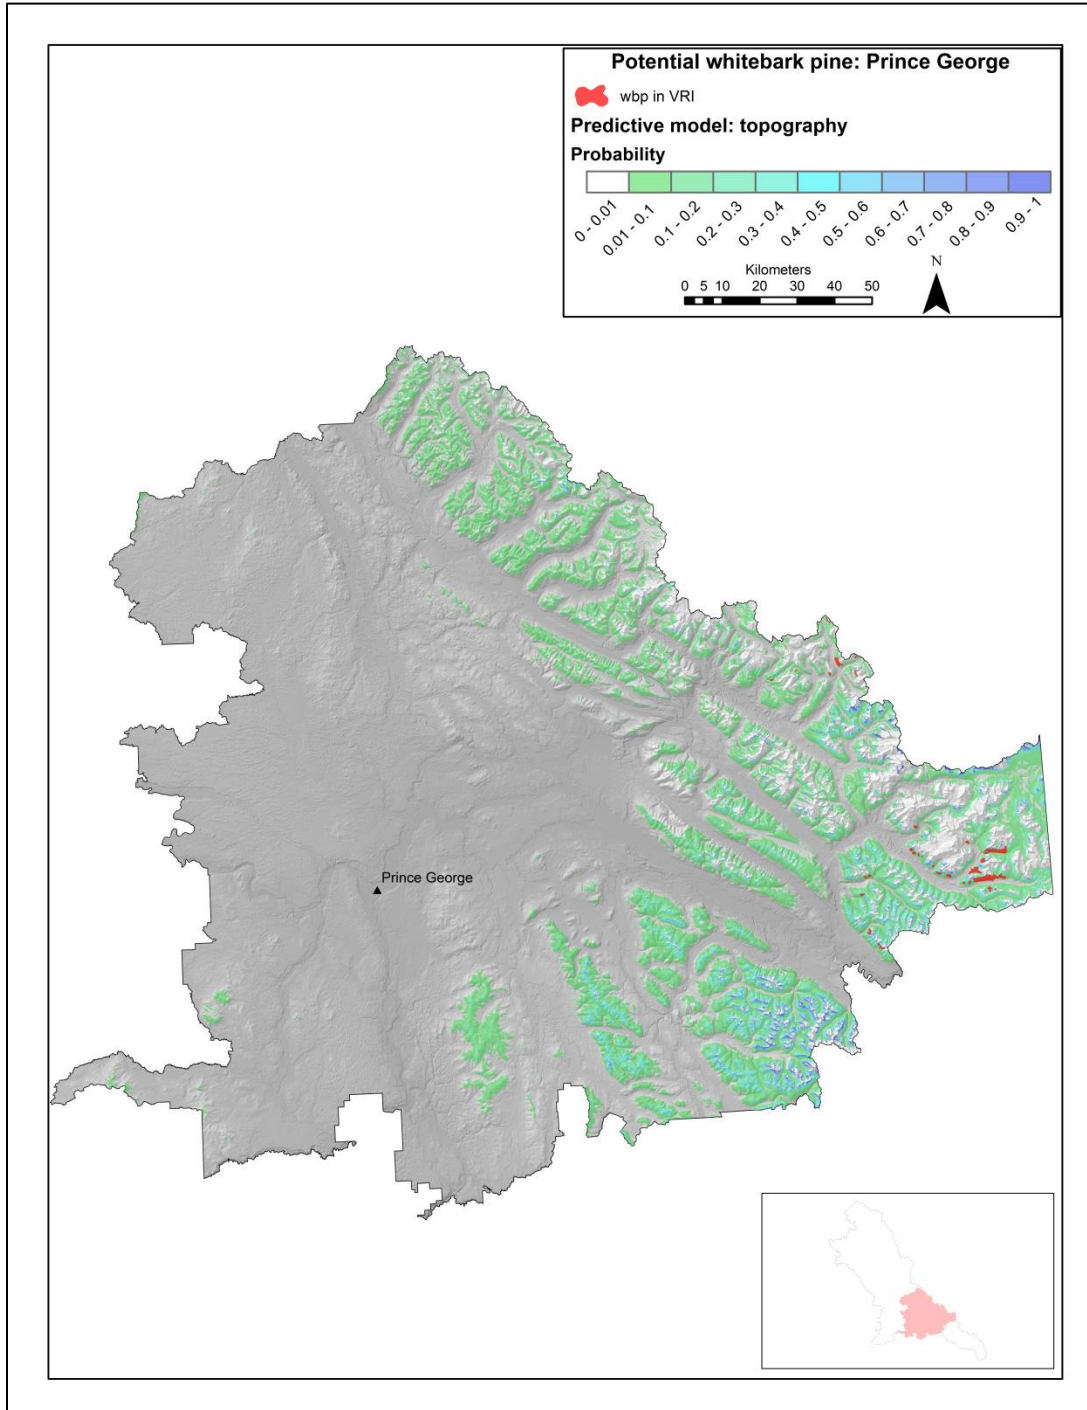 Potential whitebark pine: Prince George
wbp in VRI
Predictive model: topography
Probability
0 - 0.01
0.01 - 0.1
0.1 - 0.2
0.2 - 0.3
0.3 - 0.4
0.4 - 0.5
0.5 - 0.6
0.6 - 0.7
0.7 - 0.8
0.8 - 0.9
0.9 - 1
Kilometers
0 5 10 20 30 40 50
N
Prince George